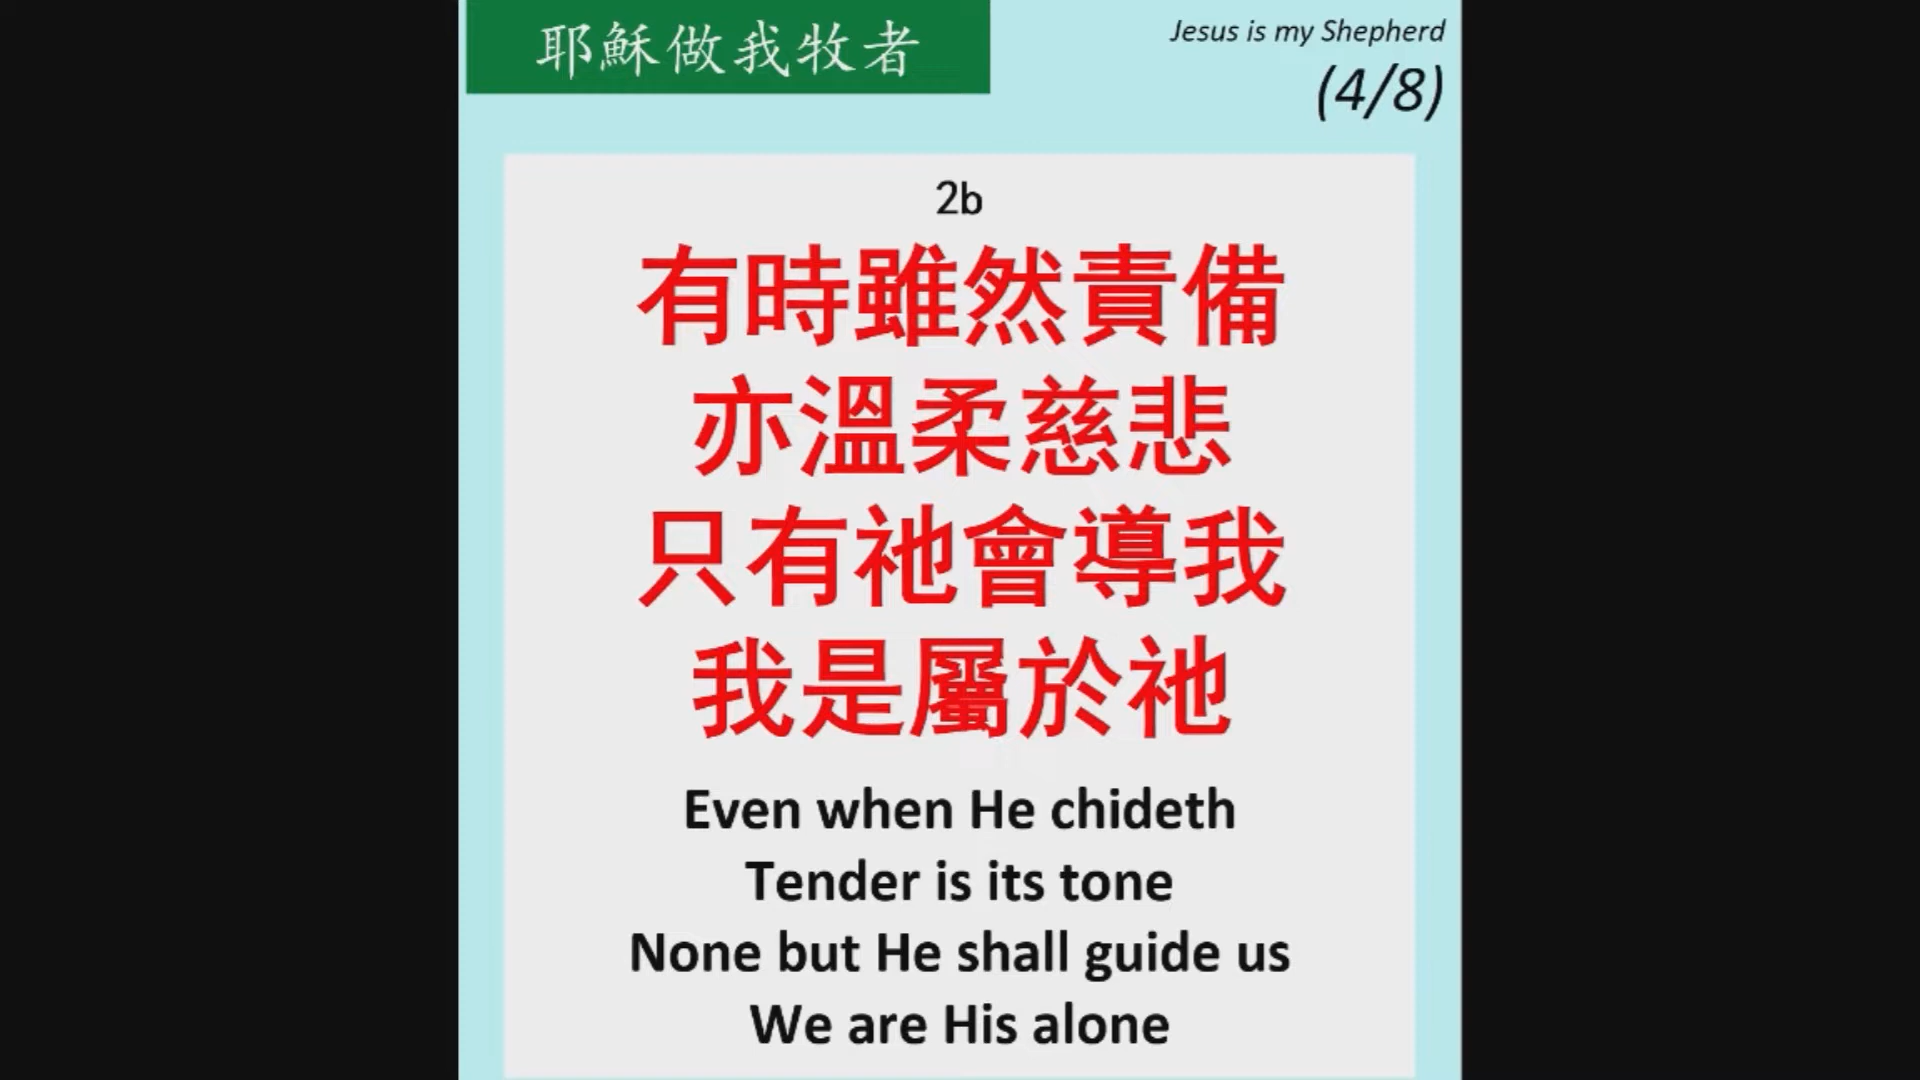 耶穌做我牧者
Jesus is my Shepherd
(4/8)
2b
有時雖然責備
亦溫柔慈悲
只有祂會導我
我是屬於祂
Even when He chideth
Tender is its tone
None but He shall guide us
We are His alone